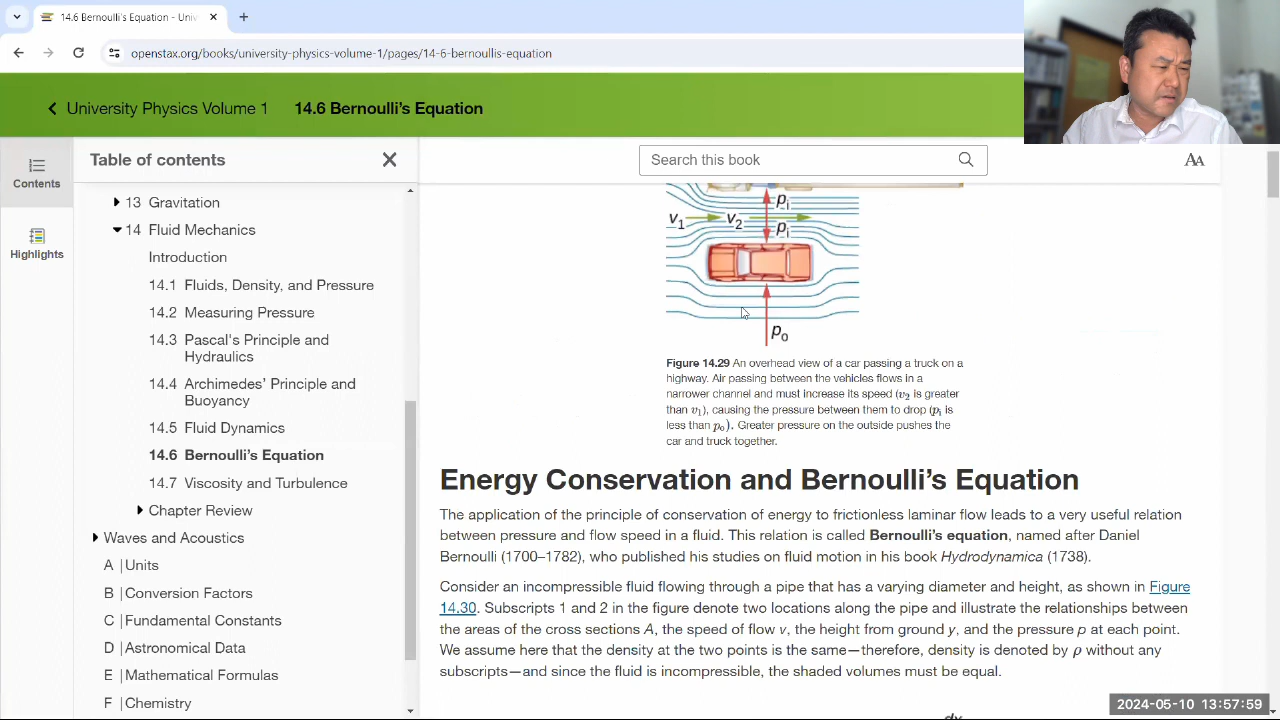 14.6 Bernoulli's Equation - Univ
openstax.org/books/university-physics-volume-1/pages/14-6-bernoullis-equation
University Physics Volume 1 14.6 Bernoulli's Equation
Contents
Highlights
Table of contents
13 Gravitation
14 Fluid Mechanics
Introduction
14.1 Fluids, Density, and Pressure
14.2 Measuring Pressure
14.3 Pascal's Principle and
Hydraulics
14.4 Archimedes' Principle and
Buoyancy
14.5 Fluid Dynamics
14.6 Bernoulli's Equation
14.7 Viscosity and Turbulence
Chapter Review
Waves and Acoustics
A | Units
B | Conversion Factors
C | Fundamental Constants
D | Astronomical Data
E | Mathematical Formulas
F | Chemistry
Search this book
AA
pi
v1 v2
pi
po
Figure 14.29 An overhead view of a car passing a truck on a
highway. Air passing between the vehicles flows in a
narrower channel and must increase its speed (v2 is greater
than v1), causing the pressure between them to drop (pi is
less than po). Greater pressure on the outside pushes the
car and truck together.
Energy Conservation and Bernoulli's Equation
The application of the principle of conservation of energy to frictionless laminar flow leads to a very useful relation
between pressure and flow speed in a fluid. This relation is called Bernoulli's equation, named after Daniel
Bernoulli (1700–1782), who published his studies on fluid motion in his book Hydrodynamica (1738).
Consider an incompressible fluid flowing through a pipe that has a varying diameter and height, as shown in Figure
14.30. Subscripts 1 and 2 in the figure denote two locations along the pipe and illustrate the relationships between
the areas of the cross sections A, the speed of flow v, the height from ground y, and the pressure p at each point.
We assume here that the density at the two points is the same—therefore, density is denoted by ρ without any
subscripts—and since the fluid is incompressible, the shaded volumes must be equal.
2024-05-10 13:57:59